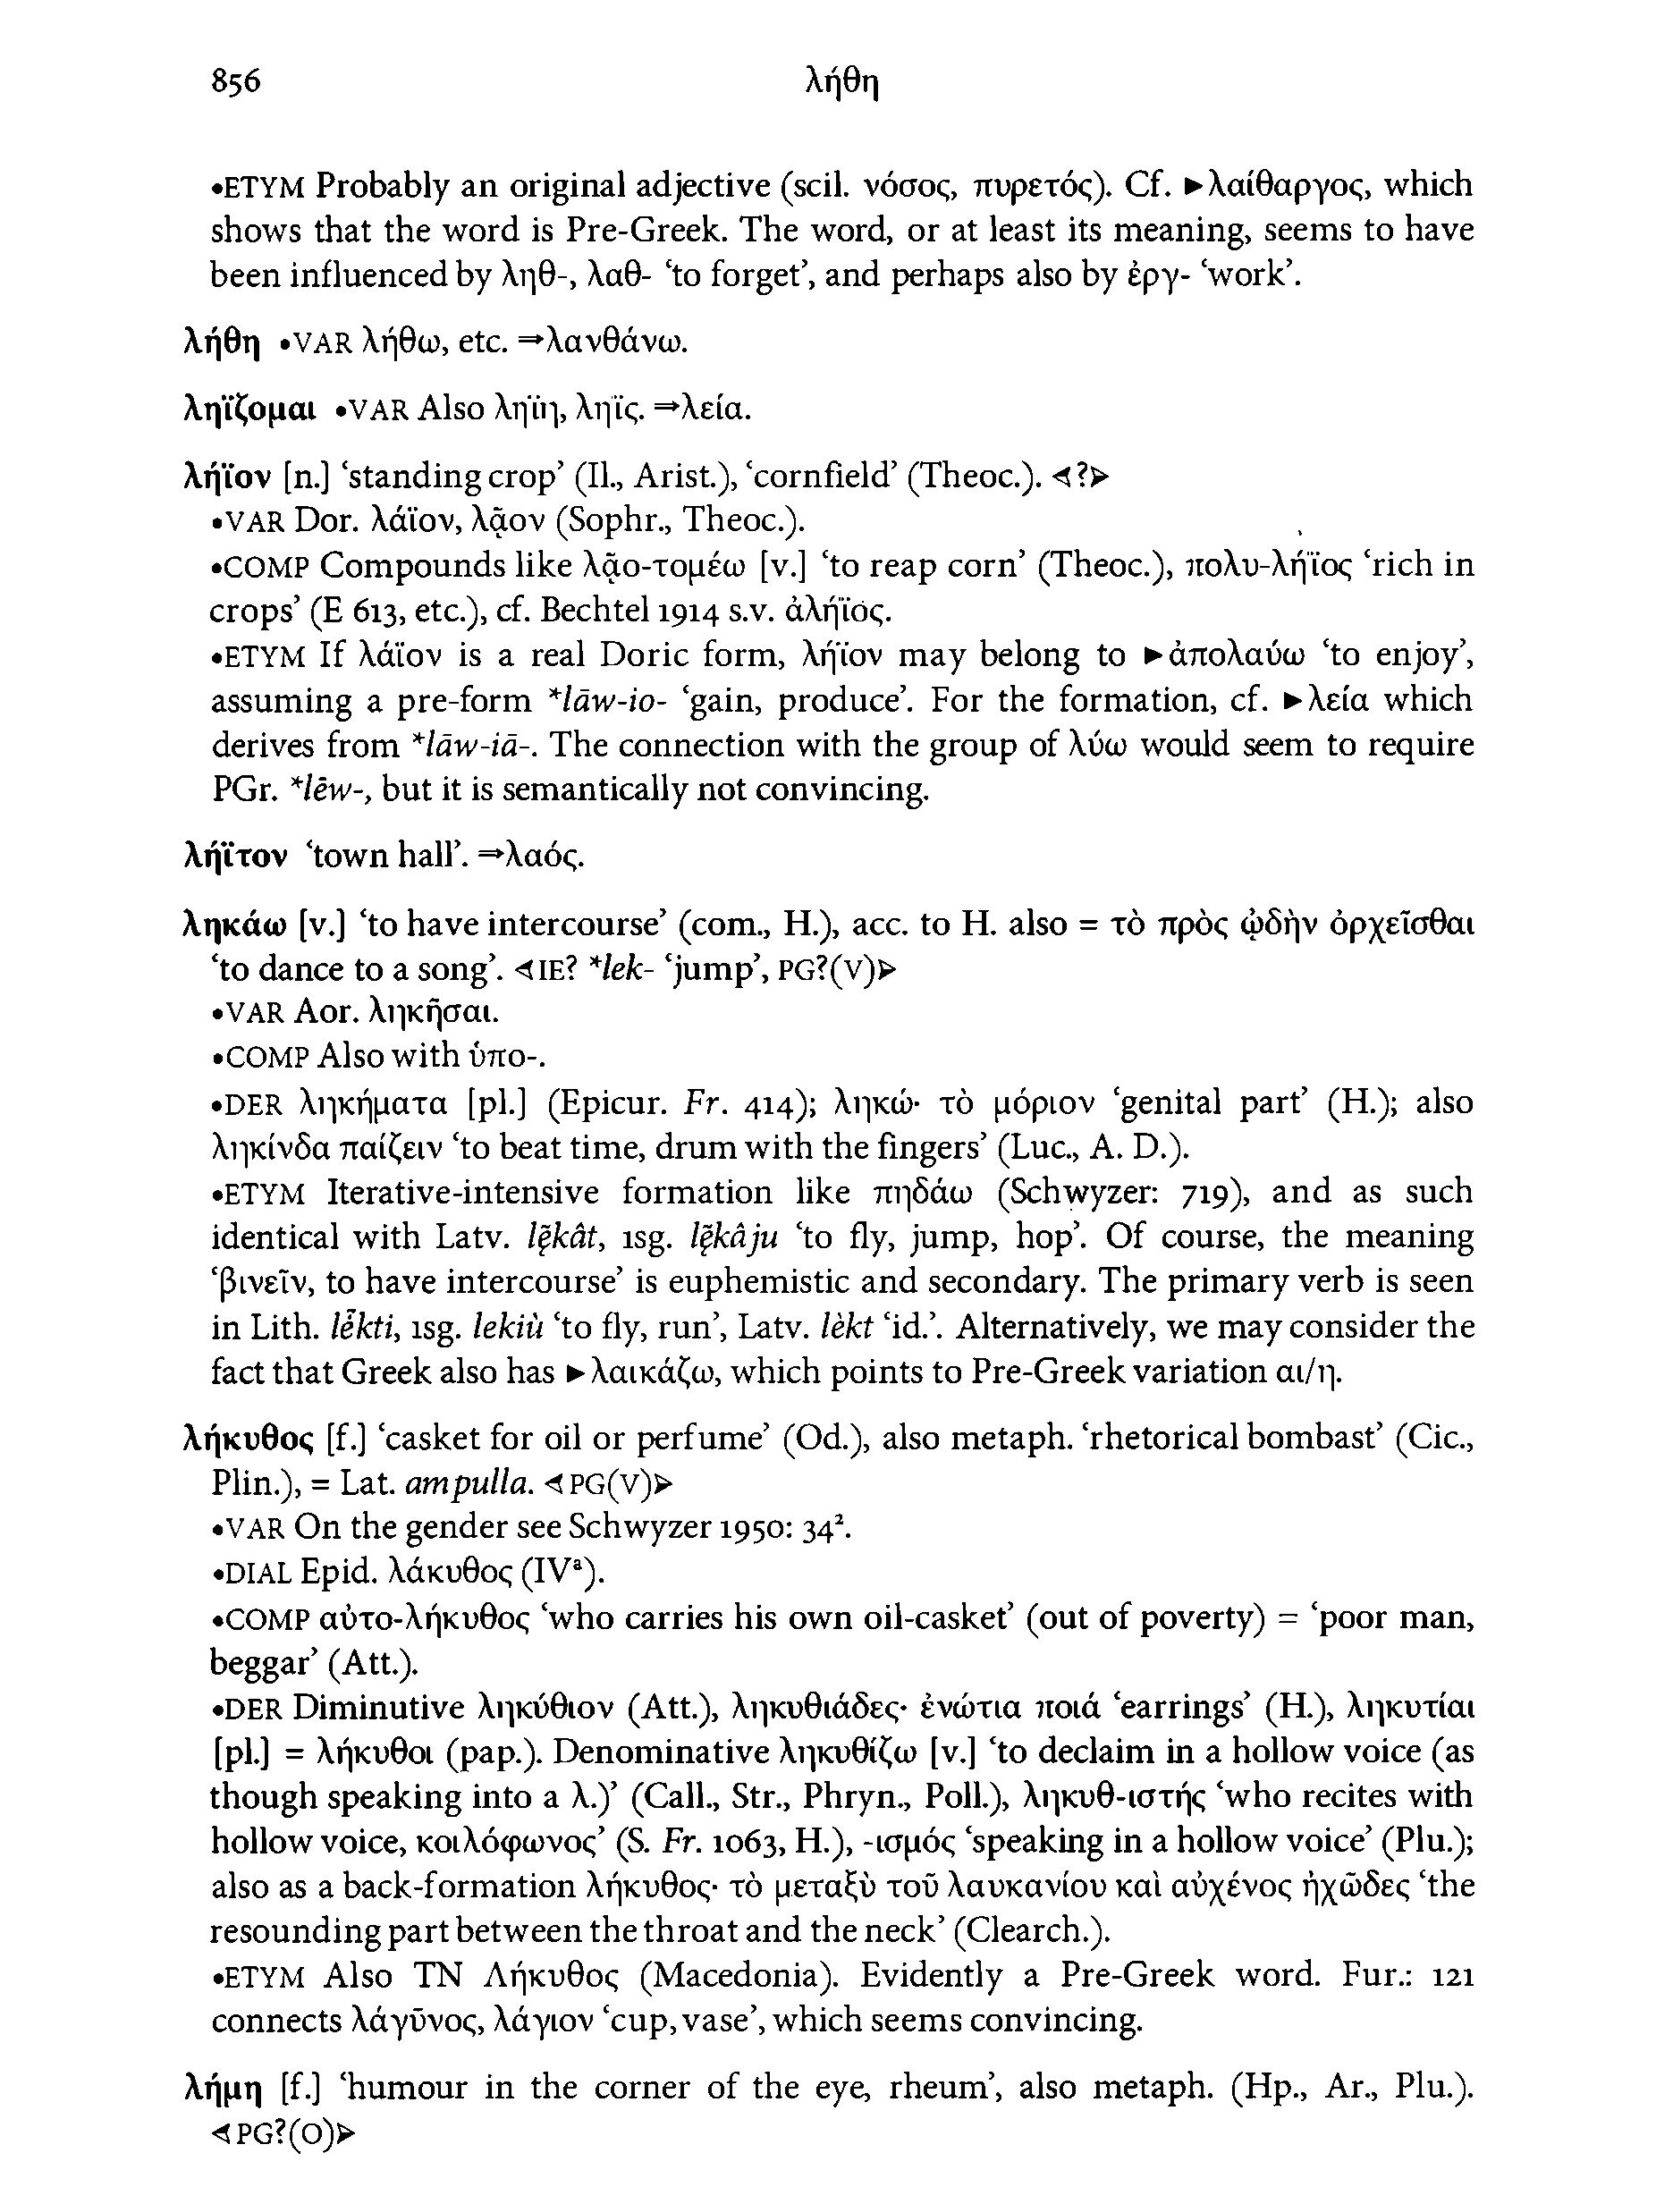 856 λήθη
•ETYM Probably an original adjective (scil. νόσος, πυρετός). Cf. ►λαίθαργος, which
shows that the word is Pre-Greek. The word, or at least its meaning, seems to have
been influenced by ληθ-, λαθ- ‘to forget’, and perhaps also by ἐργ- ‘work’.
λήθη •VAR λήθω, etc. ⇒λανθάνω.
ληΐζομαι •VAR Also ληΐη, ληΐς. ⇒λεία.
λήϊον [n.] ‘standing crop’ (Il., Arist.), ‘cornfield’ (Theoc.). ◁?▷
•VAR Dor. λάϊον, λᾷον (Sophr., Theoc.).
•COMP Compounds like λᾳο-τομέω [v.] ‘to reap corn’ (Theoc.), πολυ-λήϊος ‘rich in
crops’ (E 613, etc.), cf. Bechtel 1914 s.v. ἀλήϊος.
•ETYM If λάϊον is a real Doric form, λήϊον may belong to ►ἀπολαύω ‘to enjoy’,
assuming a pre-form *lāw-io- ‘gain, produce’. For the formation, cf. ►λεία which
derives from *lāw-iā-. The connection with the group of λύω would seem to require
PGr. *lēw-, but it is semantically not convincing.
λήϊτον ‘town hall’. ⇒λαός.
ληκάω [v.] ‘to have intercourse’ (com., H.), acc. to H. also = τὸ πρὸς ᾠδὴν ὀρχεῖσθαι
‘to dance to a song’. ◁IE? *lek- ‘jump’, PG?(V)▷
•VAR Aor. ληκῆσαι.
•COMP Also with ὑπο-.
•DER ληκήματα [pl.] (Epicur. Fr. 414); ληκώ· τὸ μόριον ‘genital part’ (H.); also
ληκίνδα παίζειν ‘to beat time, drum with the fingers’ (Luc., A. D.).
•ETYM Iterative-intensive formation like πηδάω (Schwyzer: 719), and as such
identical with Latv. lę̃kât, 1sg. lę̃kâju ‘to fly, jump, hop’. Of course, the meaning
‘βινεῖν, to have intercourse’ is euphemistic and secondary. The primary verb is seen
in Lith. lė̃kti, 1sg. lekiù ‘to fly, run’, Latv. lèkt ‘id.’. Alternatively, we may consider the
fact that Greek also has ►λαικάζω, which points to Pre-Greek variation αι/η.
λήκυθος [f.] ‘casket for oil or perfume’ (Od.), also metaph. ‘rhetorical bombast’ (Cic.,
Plin.), = Lat. ampulla. ◁PG(V)▷
•VAR On the gender see Schwyzer 1950: 34².
•DIAL Epid. λάκυθος (IVᵃ).
•COMP αὐτο-λήκυθος ‘who carries his own oil-casket’ (out of poverty) = ‘poor man,
beggar’ (Att.).
•DER Diminutive ληκύθιον (Att.), ληκυθιάδες· ἐνώτια ποιά ‘earrings’ (H.), ληκυτίαι
[pl.] = λήκυθοι (pap.). Denominative ληκυθίζω [v.] ‘to declaim in a hollow voice (as
though speaking into a λ.)’ (Call., Str., Phryn., Poll.), ληκυθ-ιστής ‘who recites with
hollow voice, κοιλόφωνος’ (S. Fr. 1063, H.), -ισμός ‘speaking in a hollow voice’ (Plu.);
also as a back-formation λήκυθος· τὸ μεταξὺ τοῦ λαυκανίου καὶ αὐχένος ἠχῶδες ‘the
resounding part between the throat and the neck’ (Clearch.).
•ETYM Also TN Λήκυθος (Macedonia). Evidently a Pre-Greek word. Fur.: 121
connects λάγῡνος, λάγιον ‘cup, vase’, which seems convincing.
λήμη [f.] ‘humour in the corner of the eye, rheum’, also metaph. (Hp., Ar., Plu.).
◁PG?(O)▷